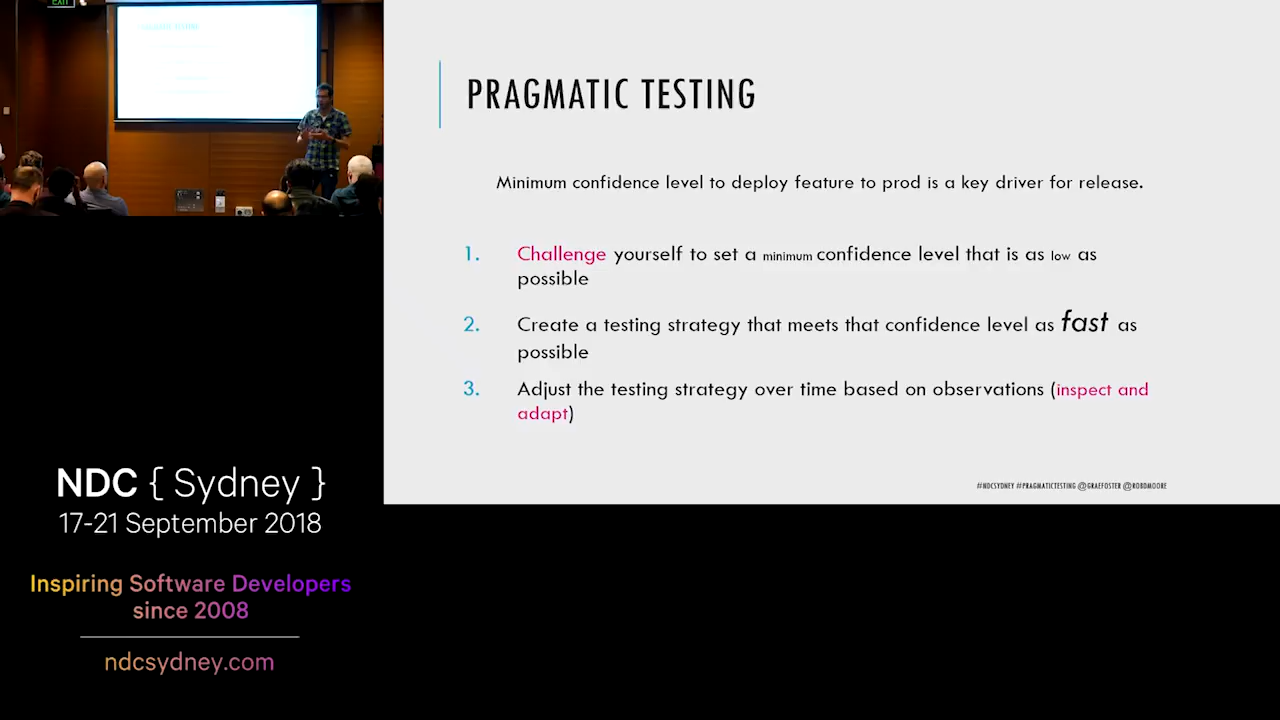 EXIT
PRAGMATIC TESTING
Minimum confidence level to deploy feature to prod is a key driver for release.
1. Challenge yourself to set a minimum confidence level that is as low as
possible
2. Create a testing strategy that meets that confidence level as fast as
possible
3. Adjust the testing strategy over time based on observations (inspect and
adapt)
#NDCSYDNEY #PRAGMATICTESTING @GRAEFOSTER @ROBDMOORE
NDC { Sydney }
17-21 September 2018
Inspiring Software Developers
since 2008
ndcsydney.com